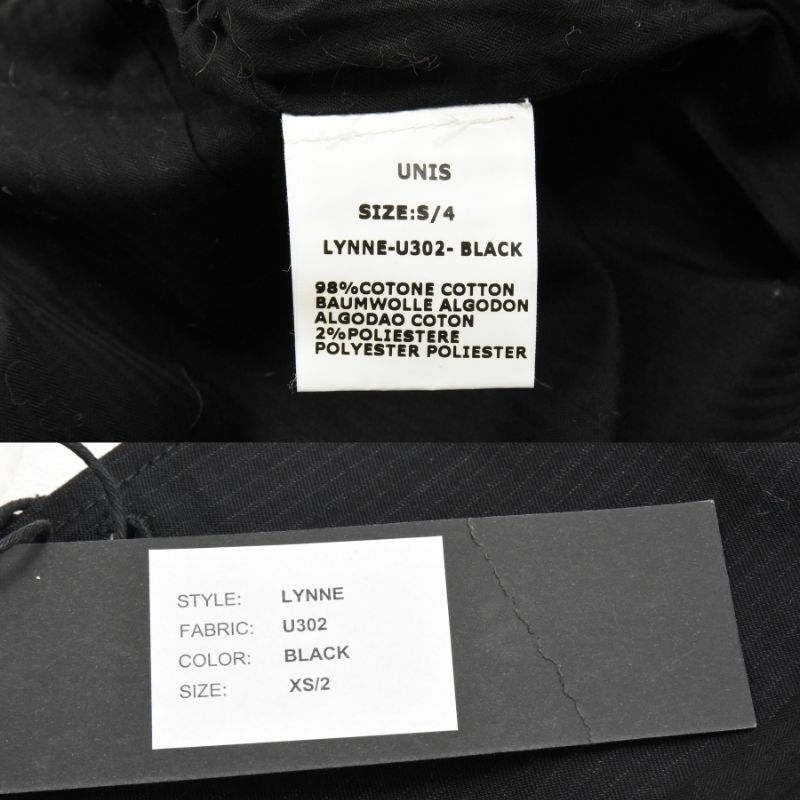 UNIS
SIZE:S/4
LYNNE-U302- BLACK
98%COTONE COTTON
BAUMWOLLE ALGODON
ALGODAO COTON
2%POLIESTERE
POLYESTER POLIESTER
STYLE: LYNNE
FABRIC: U302
COLOR: BLACK
SIZE: XS/2